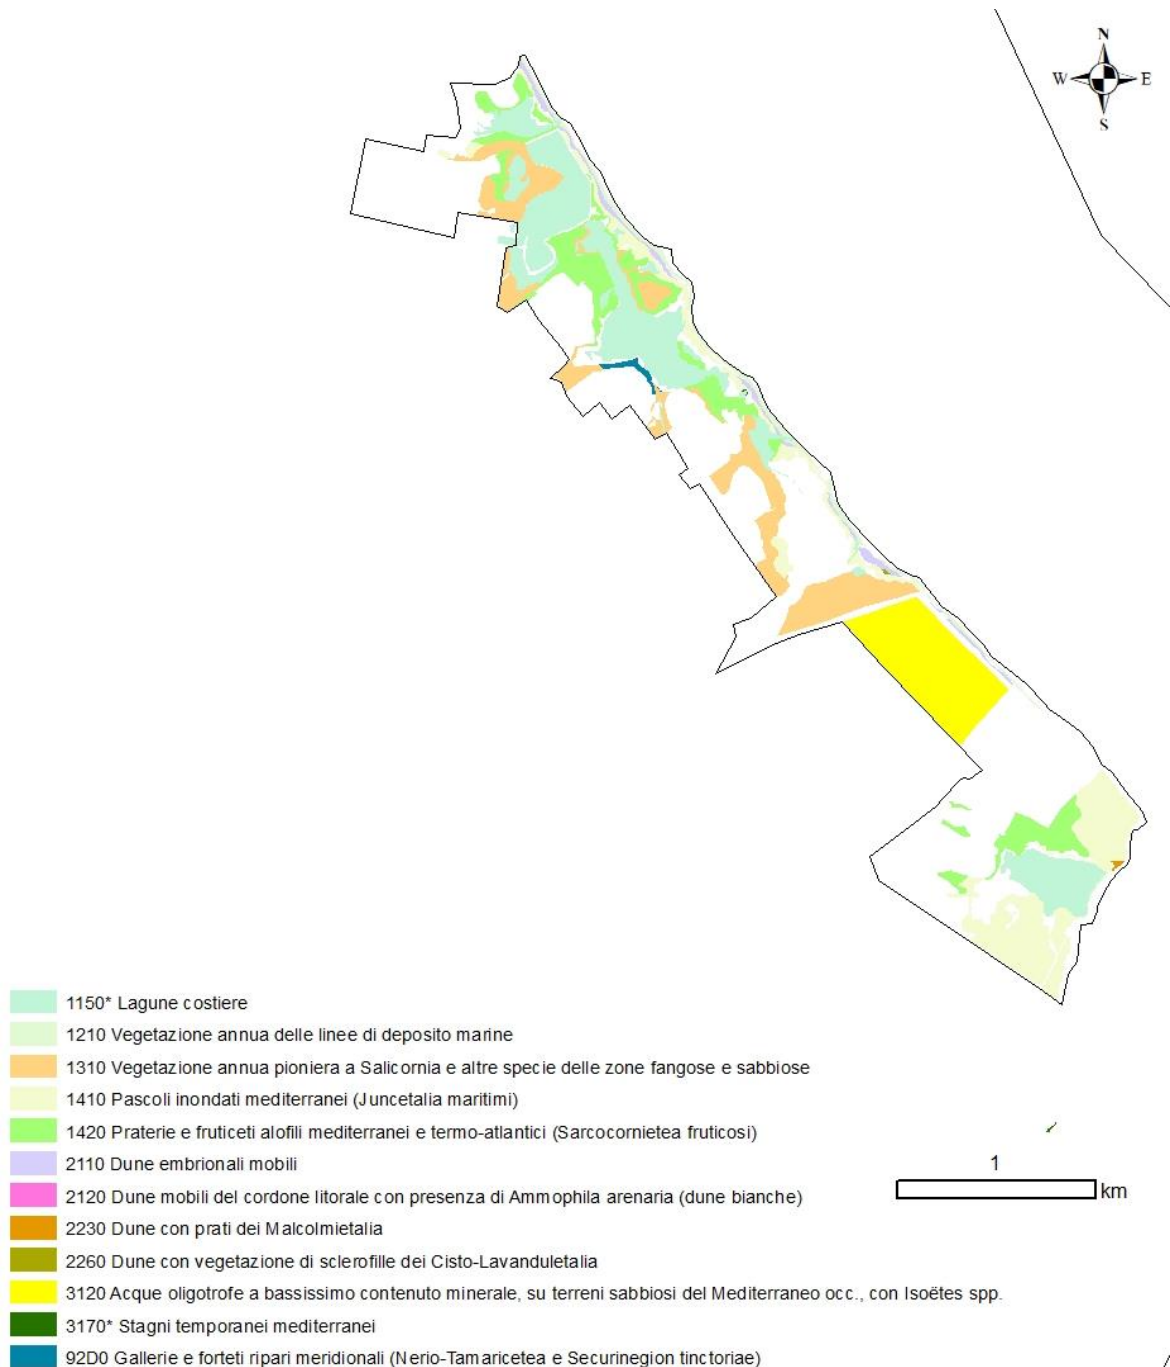 N
W E
S
1150* Lagune costiere
1210 Vegetazione annua delle linee di deposito marine
1310 Vegetazione annua pioniera a Salicornia e altre specie delle zone fangose e sabbiose
1410 Pascoli inondati mediterranei (Juncetalia maritimi)
1420 Praterie e fruticeti alofili mediterranei e termo-atlantici (Sarcocornietea fruticosi)
2110 Dune embrionali mobili
1
2120 Dune mobili del cordone litorale con presenza di Ammophila arenaria (dune bianche)
km
2230 Dune con prati dei Malcolmietalia
2260 Dune con vegetazione di sclerofille dei Cisto-Lavanduletalia
3120 Acque oligotrofe a bassissimo contenuto minerale, su terreni sabbiosi del Mediterraneo occ., con Isoëtes spp.
3170* Stagni temporanei mediterranei
92D0 Gallerie e forteti ripari meridionali (Nerio-Tamaricetea e Securinegion tinctoriae)